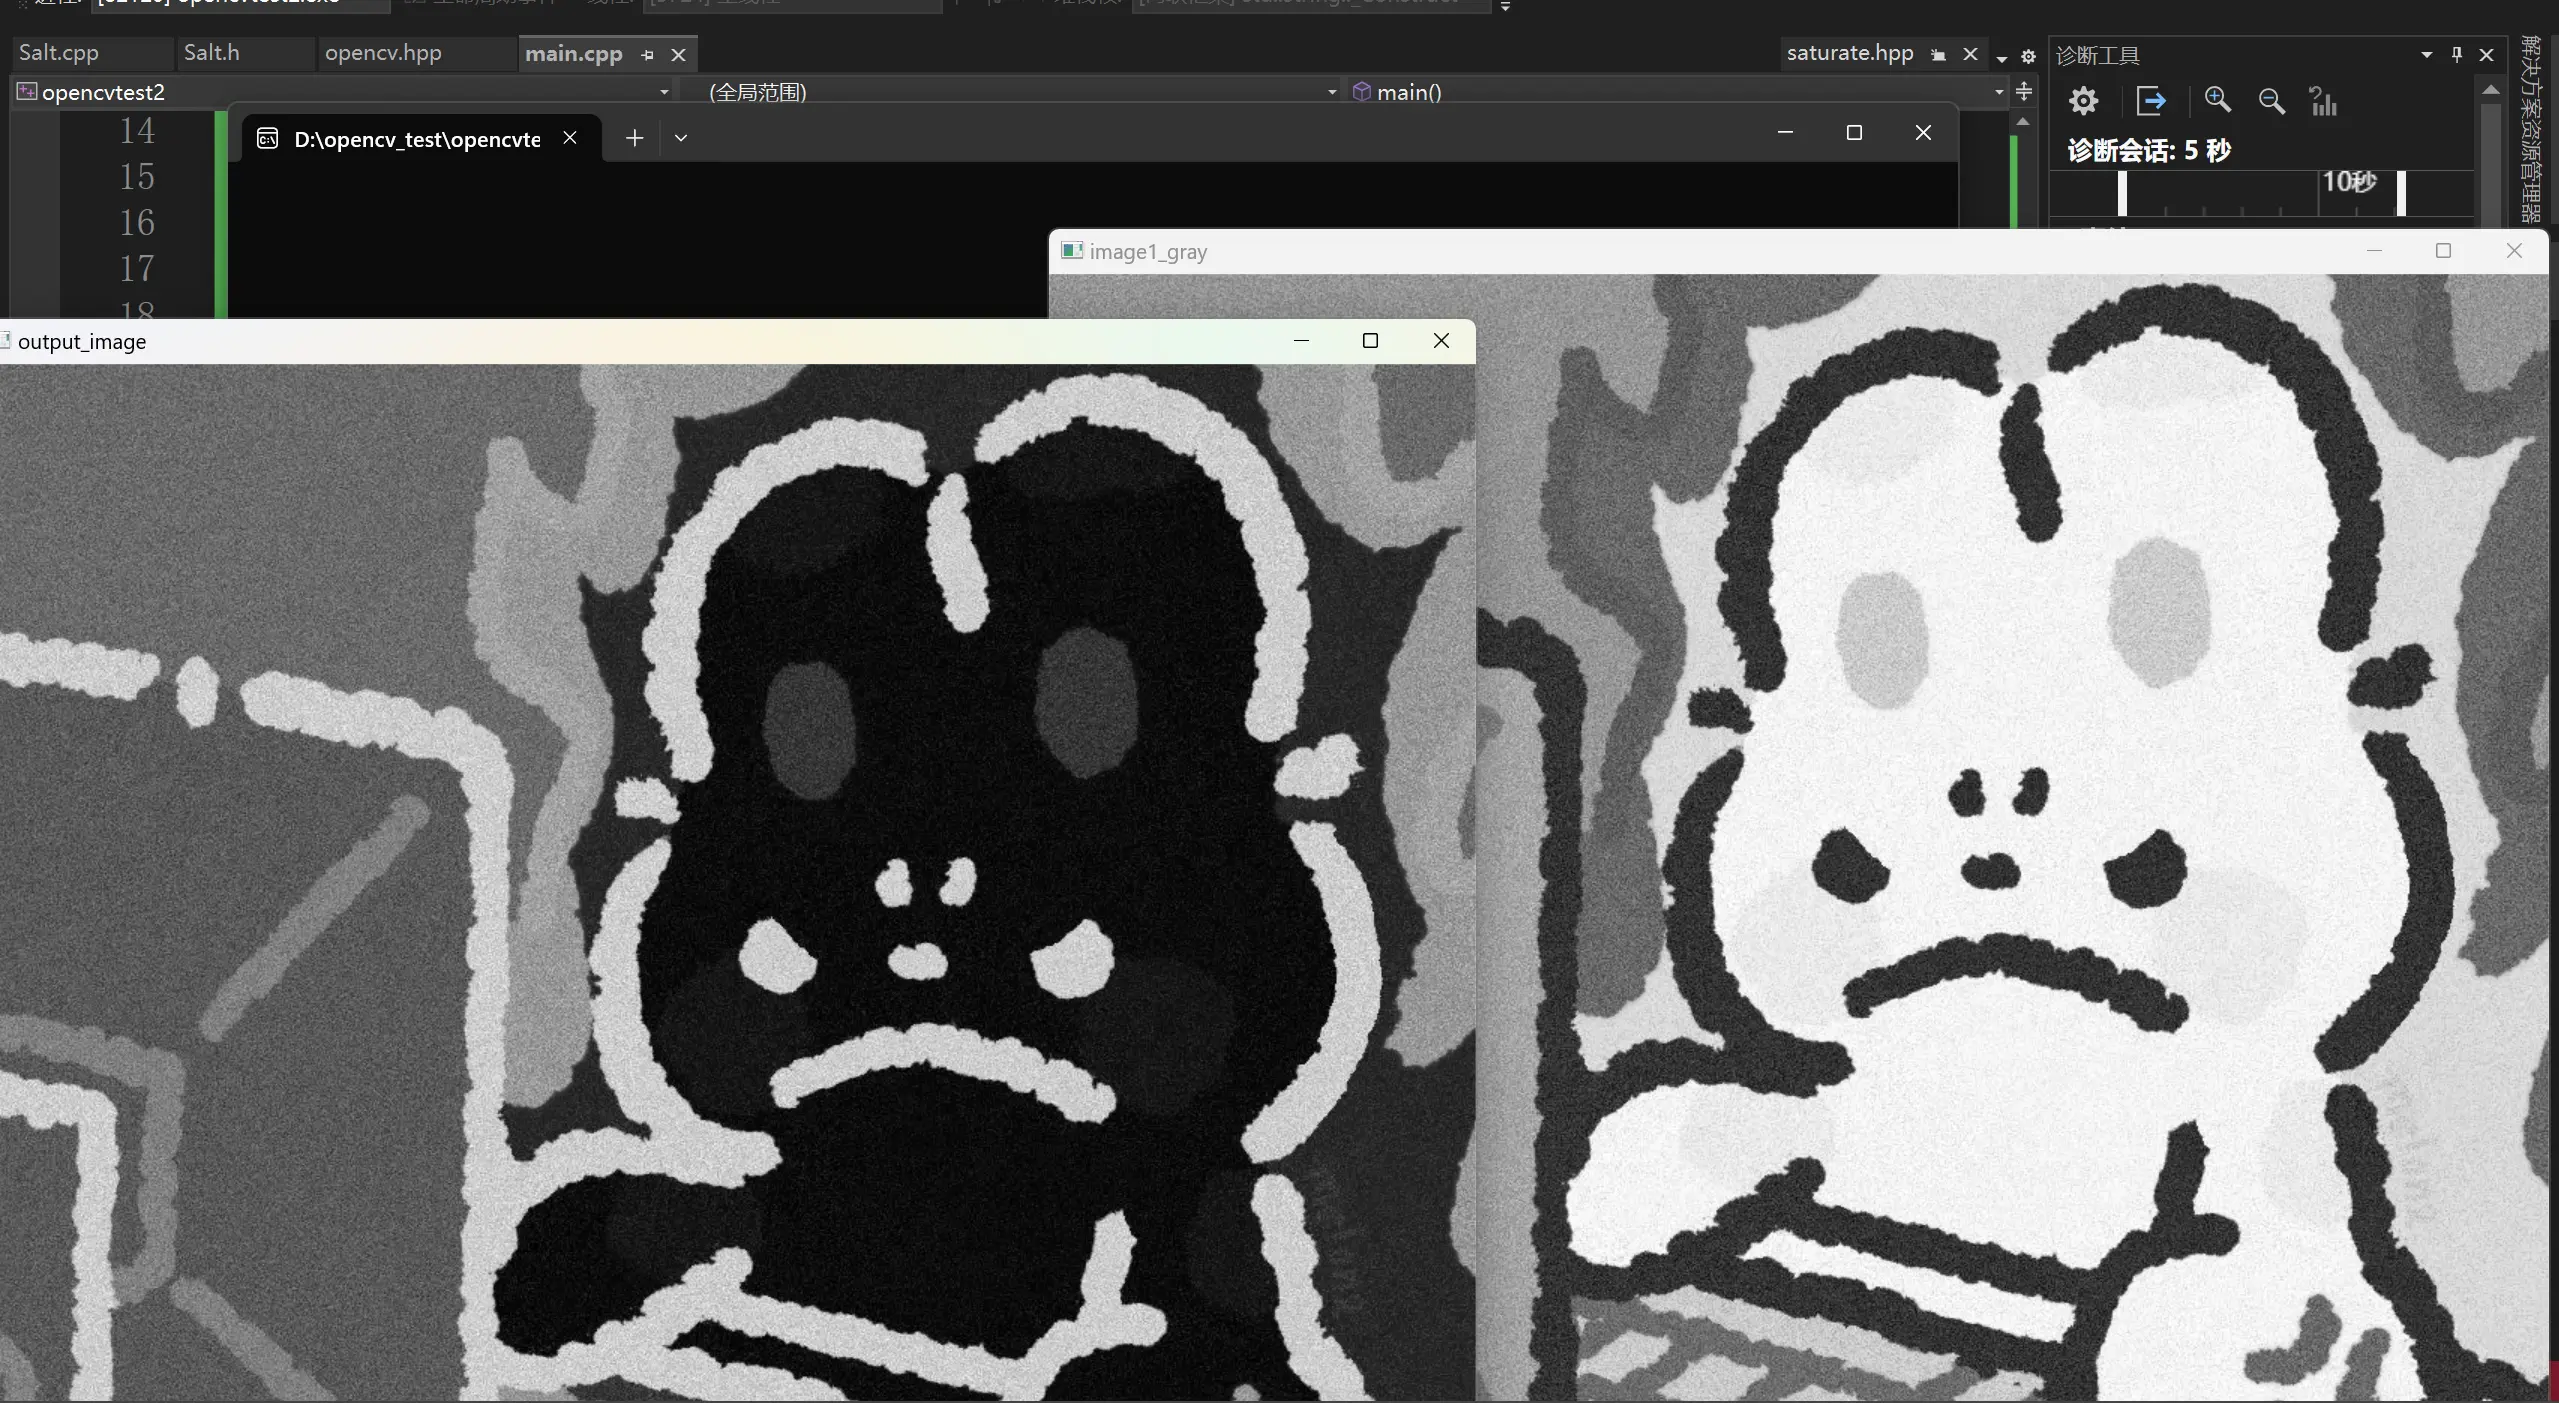 Salt.cpp
Salt.h
opencv.hpp
main.cpp
saturate.hpp
诊断工具
解决方案资源管理器
opencvtest2
(全局范围)
main()
14
D:\opencv_test\opencvte
诊断会话: 5 秒
15
10秒
16
17
image1_gray
18
output_image